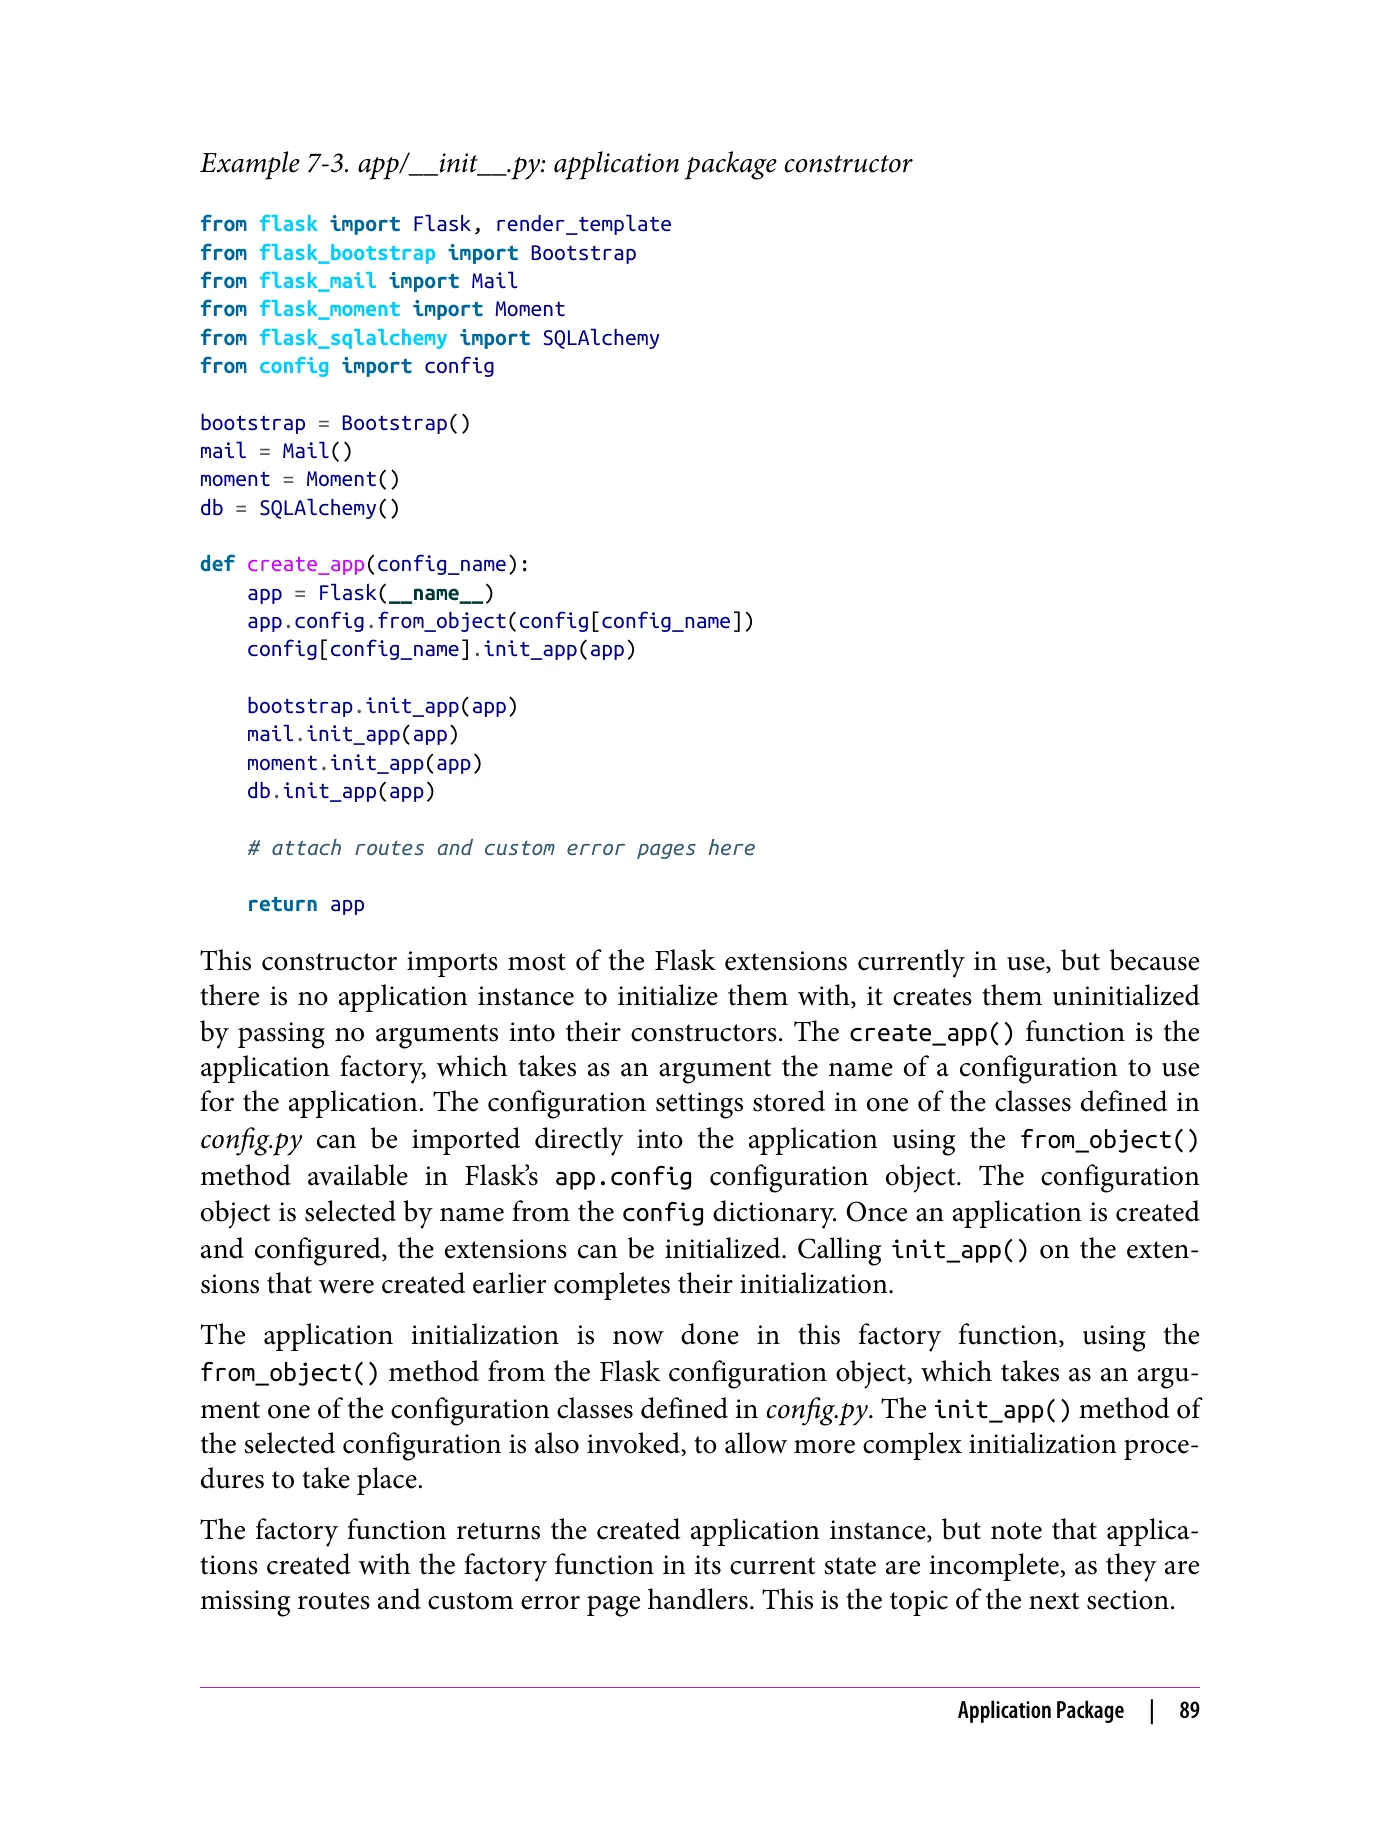 Example 7-3. app/__init__.py: application package constructor
from flask import Flask, render_template
from flask_bootstrap import Bootstrap
from flask_mail import Mail
from flask_moment import Moment
from flask_sqlalchemy import SQLAlchemy
from config import config
bootstrap = Bootstrap()
mail = Mail()
moment = Moment()
db = SQLAlchemy()
def create_app(config_name):
    app = Flask(__name__)
    app.config.from_object(config[config_name])
    config[config_name].init_app(app)
    bootstrap.init_app(app)
    mail.init_app(app)
    moment.init_app(app)
    db.init_app(app)
    # attach routes and custom error pages here
    return app
This constructor imports most of the Flask extensions currently in use, but because
there is no application instance to initialize them with, it creates them uninitialized
by passing no arguments into their constructors. The create_app() function is the
application factory, which takes as an argument the name of a configuration to use
for the application. The configuration settings stored in one of the classes defined in
config.py can be imported directly into the application using the from_object()
method available in Flask’s app.config configuration object. The configuration
object is selected by name from the config dictionary. Once an application is created
and configured, the extensions can be initialized. Calling init_app() on the exten-
sions that were created earlier completes their initialization.
The application initialization is now done in this factory function, using the
from_object() method from the Flask configuration object, which takes as an argu-
ment one of the configuration classes defined in config.py. The init_app() method of
the selected configuration is also invoked, to allow more complex initialization proce-
dures to take place.
The factory function returns the created application instance, but note that applica-
tions created with the factory function in its current state are incomplete, as they are
missing routes and custom error page handlers. This is the topic of the next section.
Application Package | 89